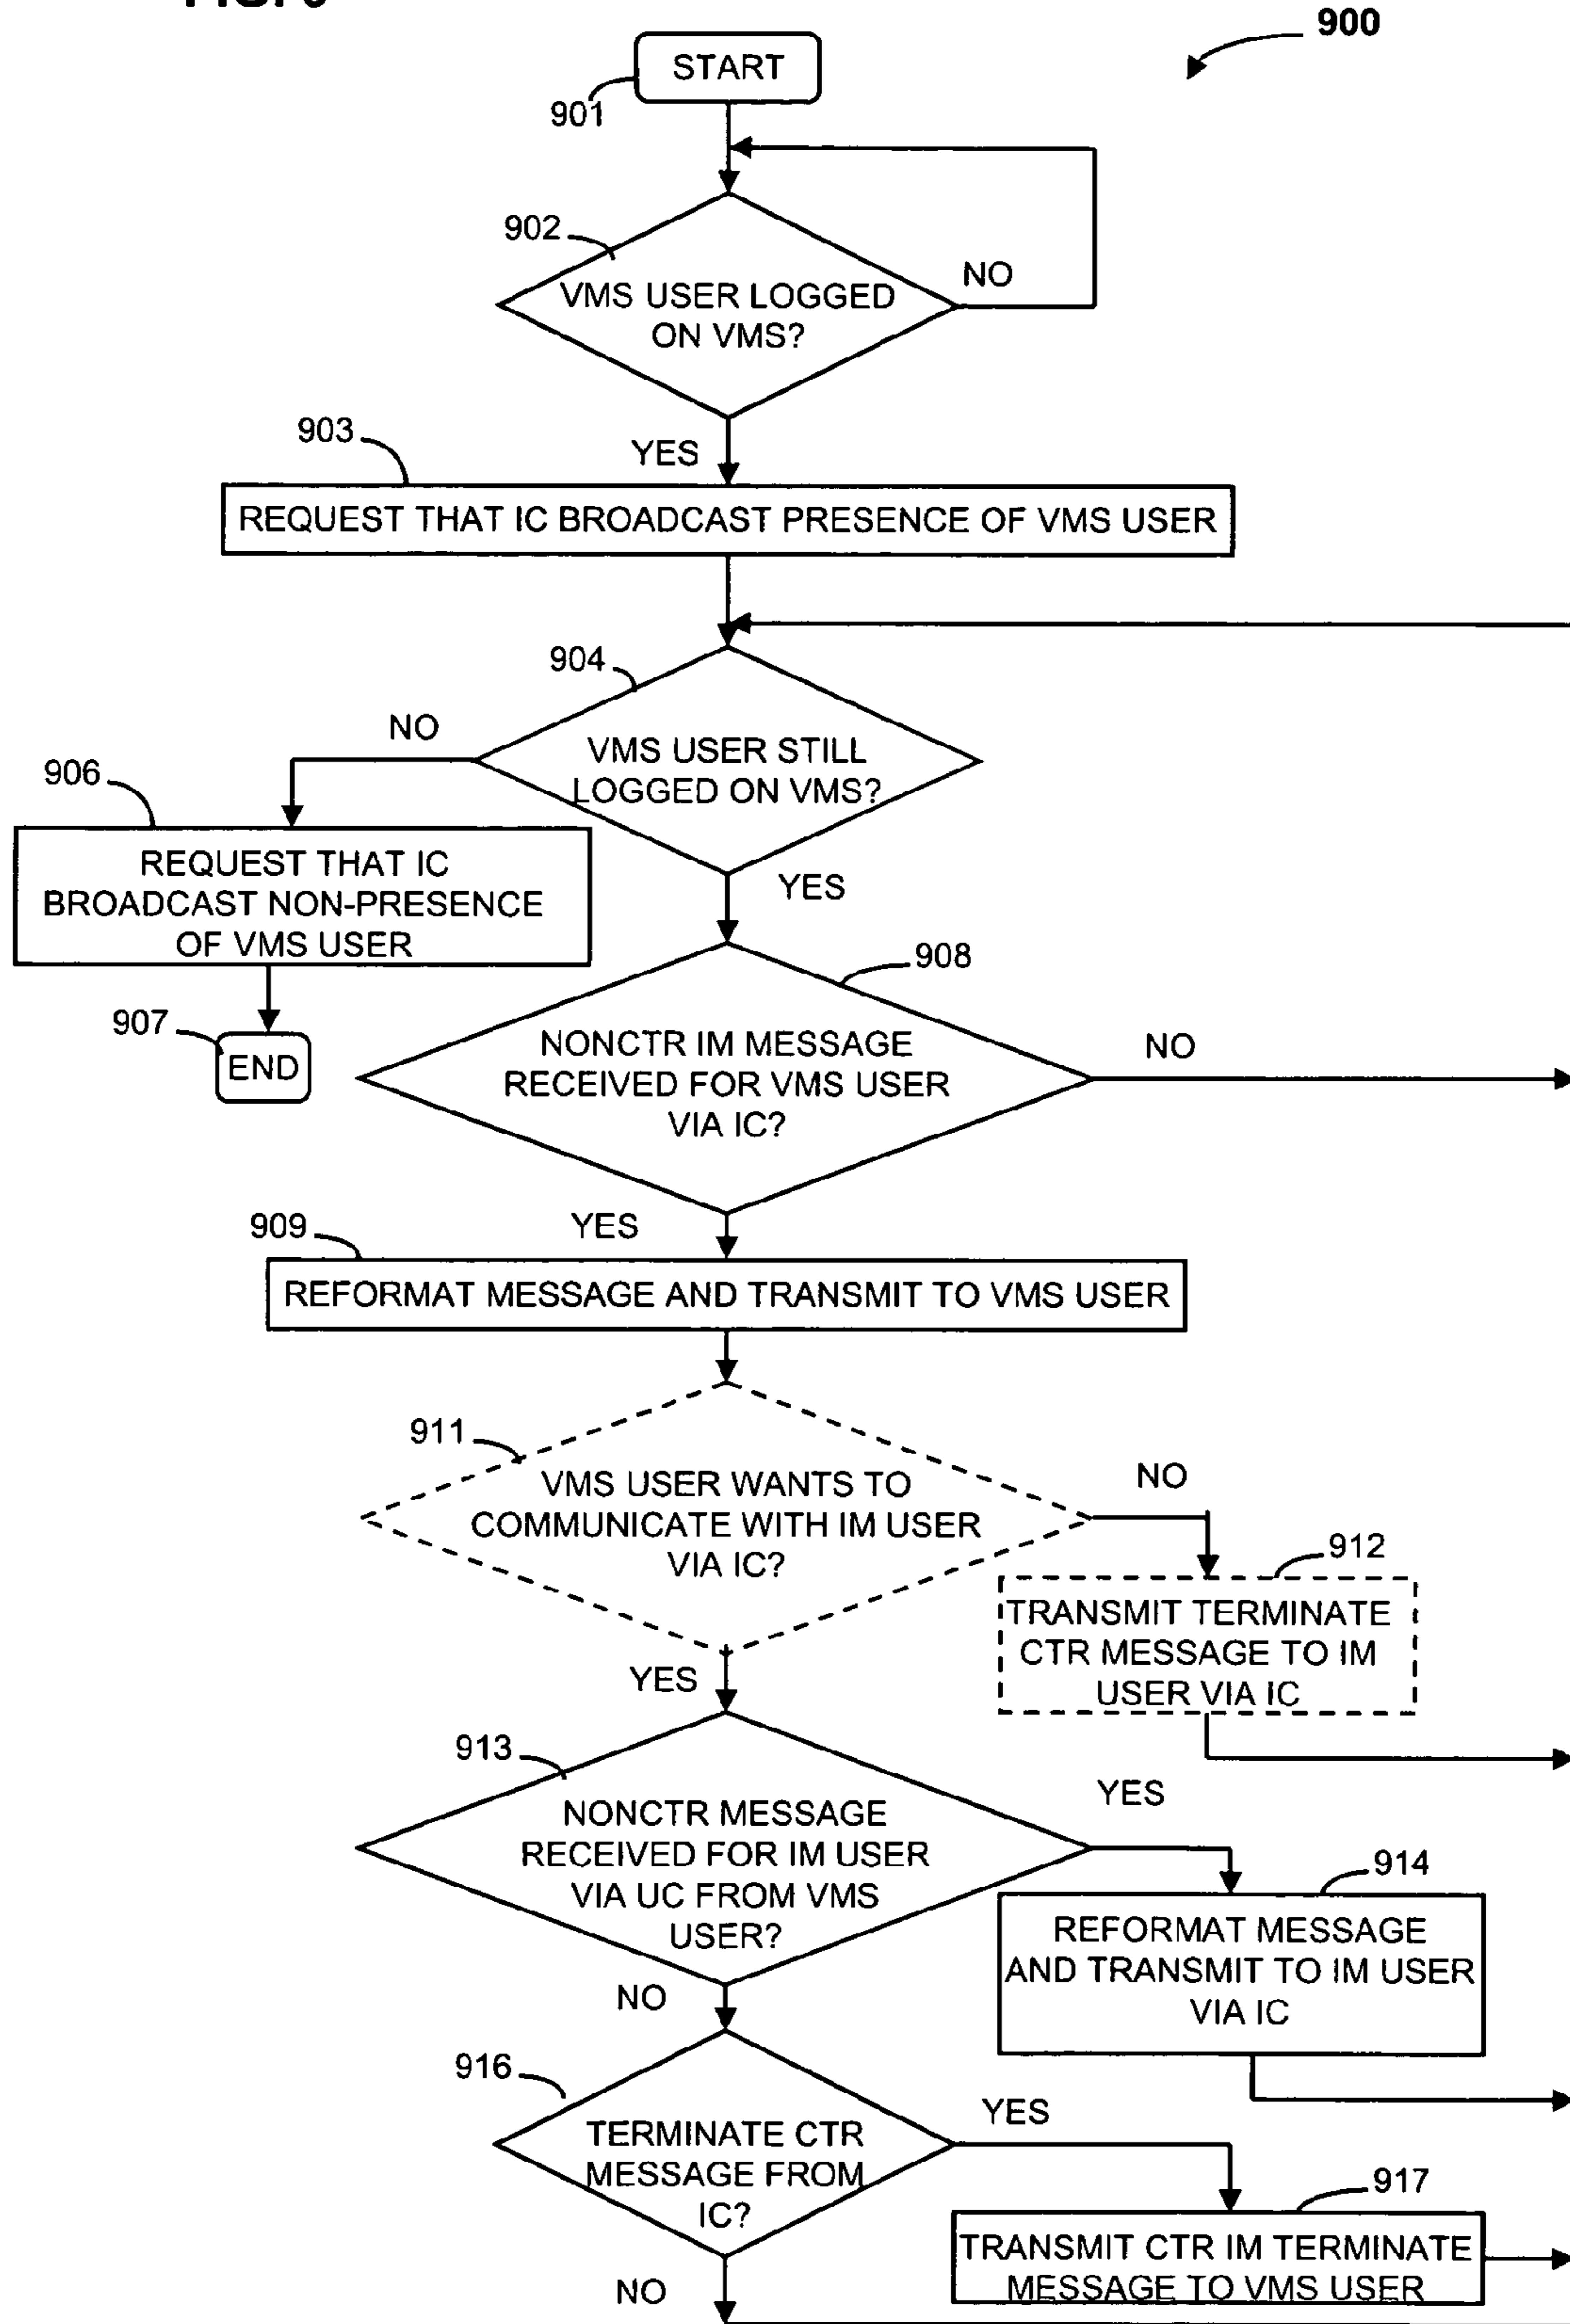 900
START
901
902
VMS USER LOGGED
ON VMS?
NO
YES
903
REQUEST THAT IC BROADCAST PRESENCE OF VMS USER
904
VMS USER STILL
LOGGED ON VMS?
NO
906
REQUEST THAT IC
BROADCAST NON-PRESENCE
OF VMS USER
907
END
YES
908
NONCTR IM MESSAGE
RECEIVED FOR VMS USER
VIA IC?
NO
YES
909
REFORMAT MESSAGE AND TRANSMIT TO VMS USER
911
VMS USER WANTS TO
COMMUNICATE WITH IM USER
VIA IC?
NO
912
TRANSMIT TERMINATE
CTR MESSAGE TO IM
USER VIA IC
YES
913
NONCTR MESSAGE
RECEIVED FOR IM USER
VIA UC FROM VMS
USER?
YES
914
REFORMAT MESSAGE
AND TRANSMIT TO IM USER
VIA IC
NO
916
TERMINATE CTR
MESSAGE FROM
IC?
YES
917
TRANSMIT CTR IM TERMINATE
MESSAGE TO VMS USER
NO